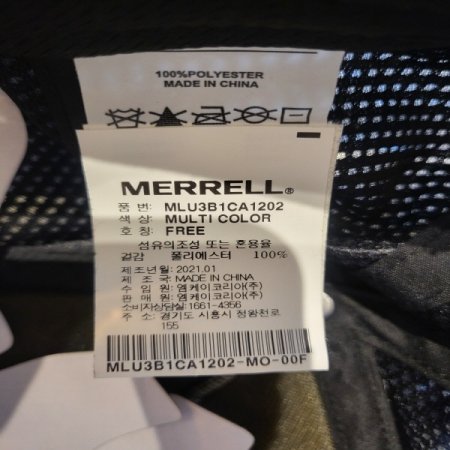 100%POLYESTER
MADE IN CHINA
MERRELL®
품 번: MLU3B1CA1202
색 상: MULTI COLOR
호 칭: FREE
섬유의조성 또는 혼용율
겉감 폴리에스터 100%
제조년월: 2021.01
제 조 국: MADE IN CHINA
수 입 원: 엠케이코리아(주)
판 매 원: 엠케이코리아(주)
소비자상담실: 1661-4356
주 소: 경기도 시흥시 정왕천로
155
MLU3B1CA1202-MO-00F